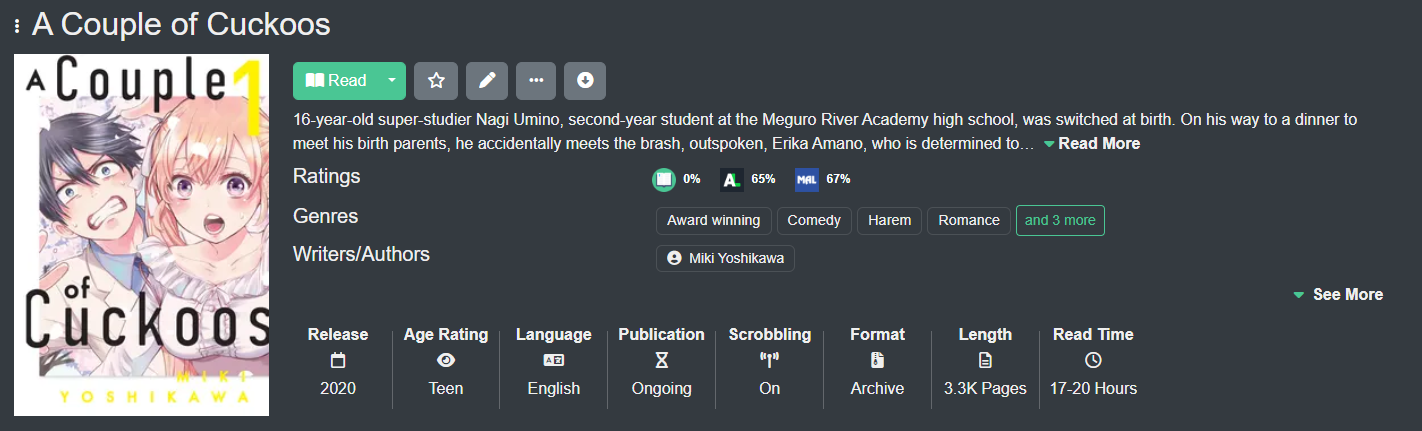 A Couple of Cuckoos
A Couple 1
of
Cuckoos
MIKI
YOSHIKAWA
Read
16-year-old super-studier Nagi Umino, second-year student at the Meguro River Academy high school, was switched at birth. On his way to a dinner to
meet his birth parents, he accidentally meets the brash, outspoken, Erika Amano, who is determined to… Read More
Ratings 0% A. 65% MAL 67%
Genres Award winning Comedy Harem Romance and 3 more
Writers/Authors Miki Yoshikawa
See More
Release Age Rating Language Publication Scrobbling Format Length Read Time
2020 Teen English Ongoing On Archive 3.3K Pages 17-20 Hours